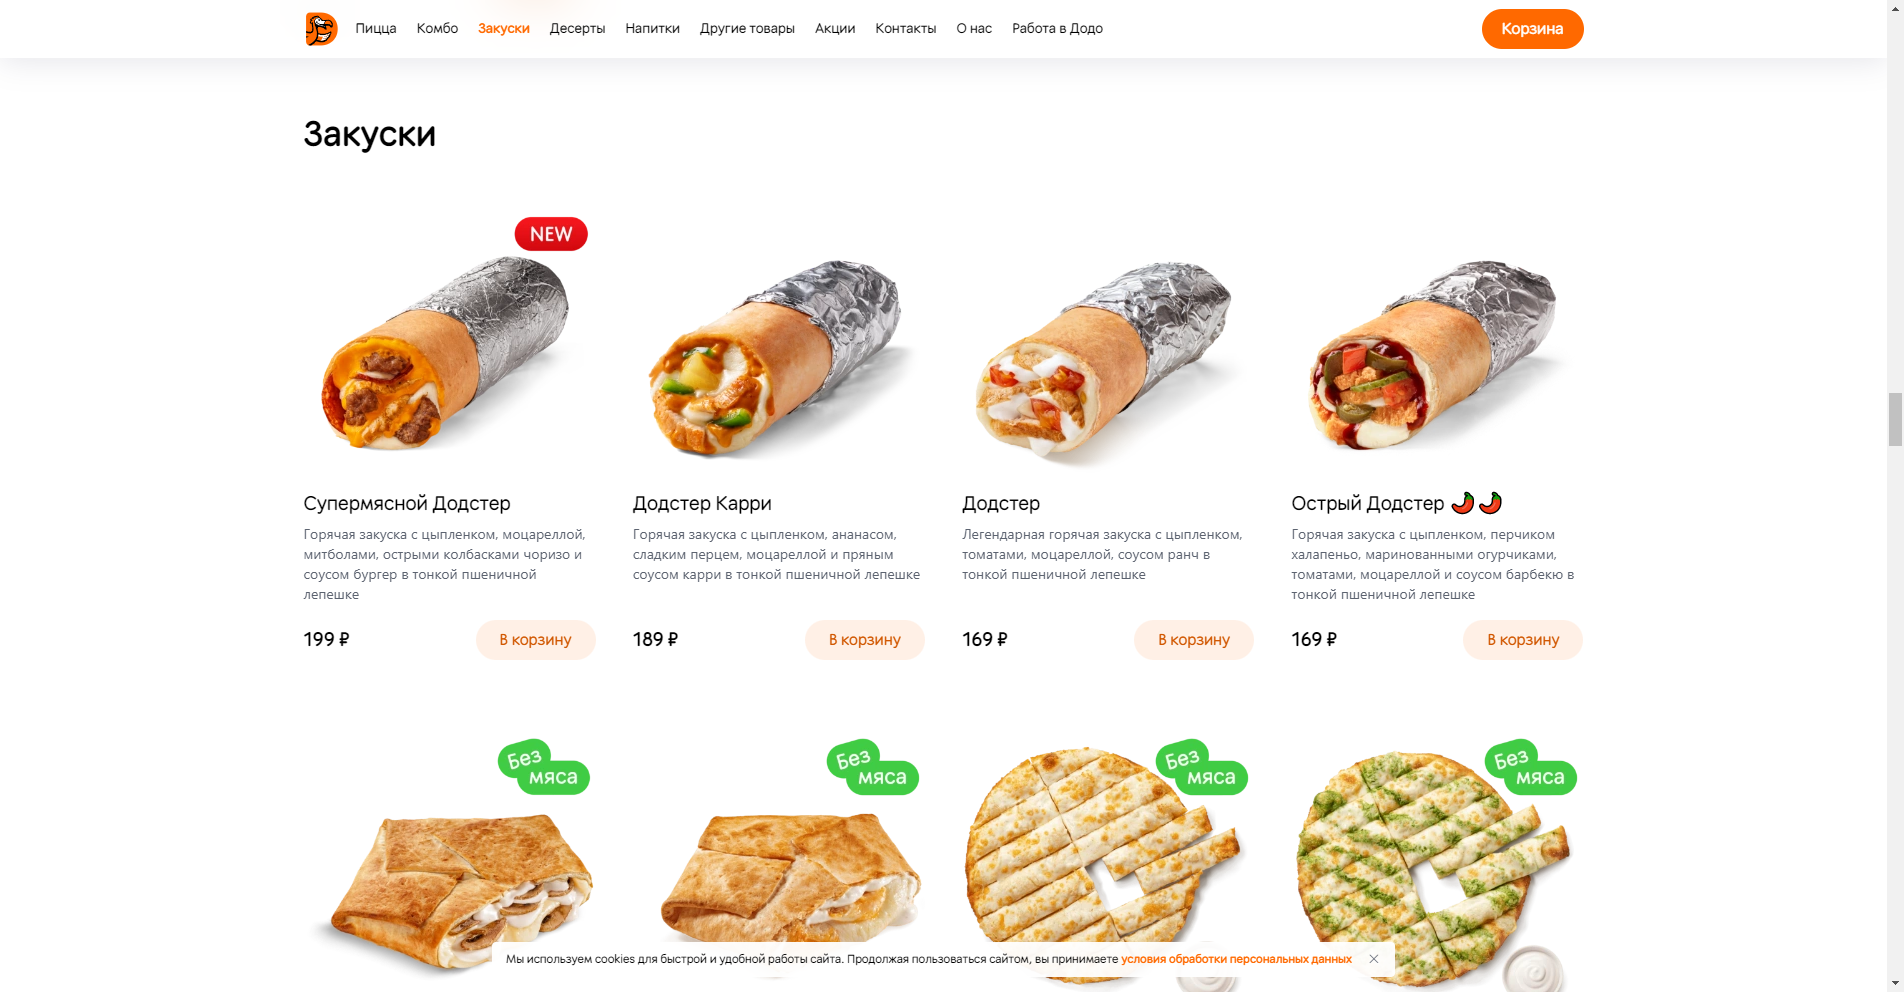 Пицца Комбо Закуски Десерты Напитки Другие товары Акции Контакты О нас Работа в Додо Корзина
Закуски
NEW
Супермясной Додстер
Горячая закуска с цыпленком, моцареллой,
митболами, острыми колбасками чоризо и
соусом бургер в тонкой пшеничной
лепешке
199 ₽ В корзину
Додстер Карри
Горячая закуска с цыпленком, ананасом,
сладким перцем, моцареллой и пряным
соусом карри в тонкой пшеничной лепешке
189 ₽ В корзину
Додстер
Легендарная горячая закуска с цыпленком,
томатами, моцареллой, соусом ранч в
тонкой пшеничной лепешке
169 ₽ В корзину
Острый Додстер 🌶️🌶️
Горячая закуска с цыпленком, перчиком
халапеньо, маринованными огурчиками,
томатами, моцареллой и соусом барбекю в
тонкой пшеничной лепешке
169 ₽ В корзину
Без
мяса
Без
мяса
Без
мяса
Без
мяса
Мы используем cookies для быстрой и удобной работы сайта. Продолжая пользоваться сайтом, вы принимаете условия обработки персональных данных